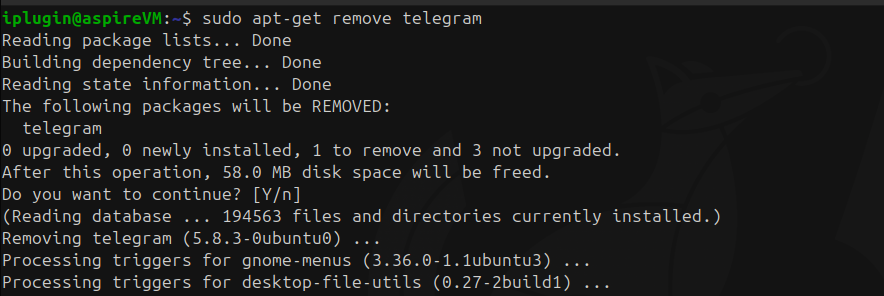 iplugin@aspireVM:~$ sudo apt-get remove telegram
Reading package lists... Done
Building dependency tree... Done
Reading state information... Done
The following packages will be REMOVED:
  telegram
0 upgraded, 0 newly installed, 1 to remove and 3 not upgraded.
After this operation, 58.0 MB disk space will be freed.
Do you want to continue? [Y/n]
(Reading database ... 194563 files and directories currently installed.)
Removing telegram (5.8.3-0ubuntu0) ...
Processing triggers for gnome-menus (3.36.0-1.1ubuntu3) ...
Processing triggers for desktop-file-utils (0.27-2build1) ...